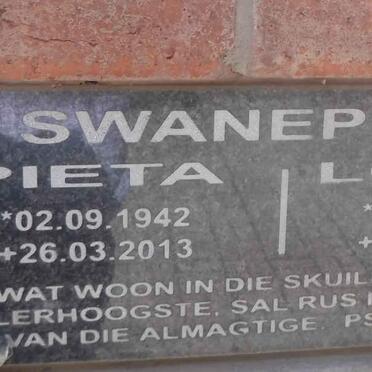 SWANEP
PIETA | L
*02.09.1942 *
+26.03.2013 +
WAT WOON IN DIE SKUIL
LERHOOGSTE, SAL RUS
VAN DIE ALMAGTIGE. PS